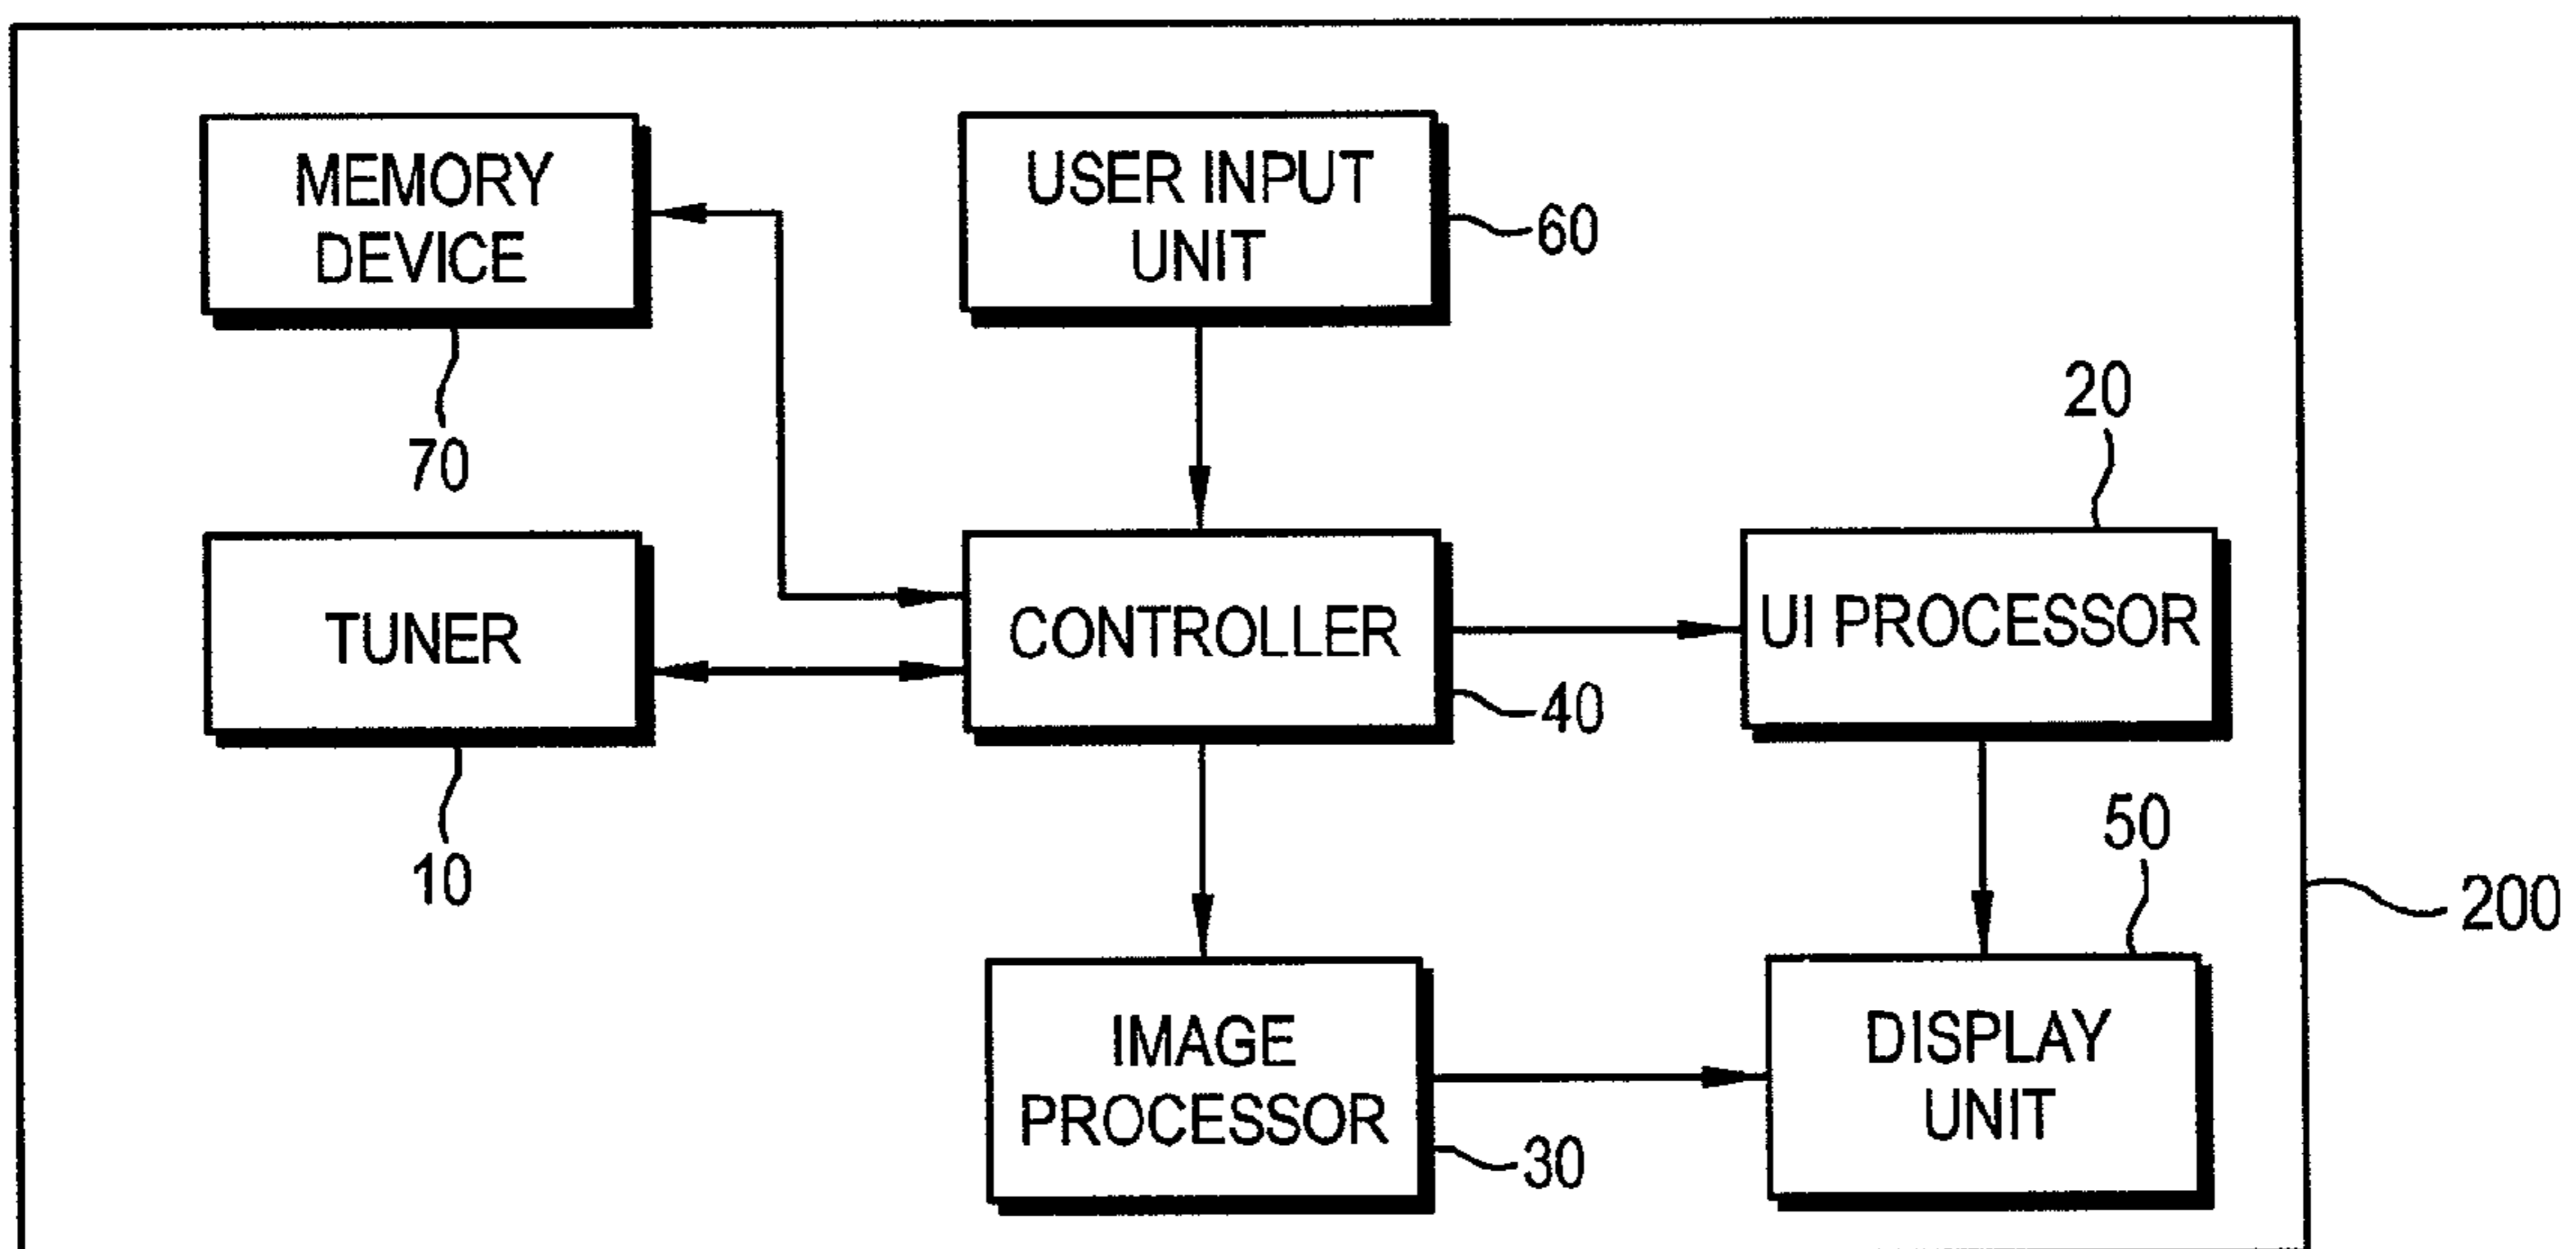 MEMORY
DEVICE
70
USER INPUT
UNIT
60
TUNER
10
CONTROLLER
40
20
UI PROCESSOR
IMAGE
PROCESSOR
30
50
DISPLAY
UNIT
200